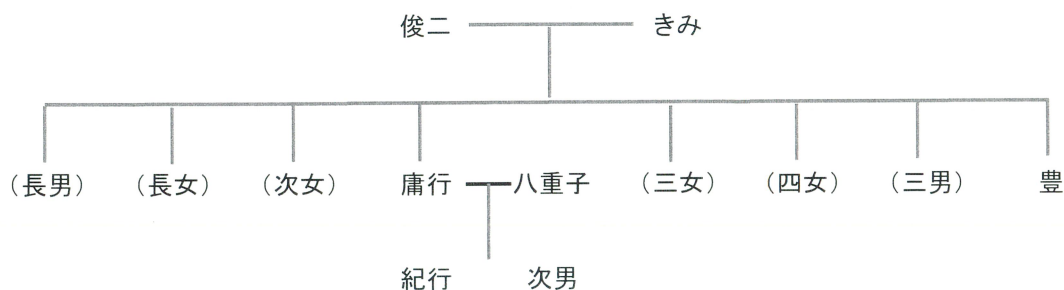 俊二 きみ
(長男) (長女) (次女) 庸行 八重子 (三女) (四女) (三男) 豊
紀行 次男